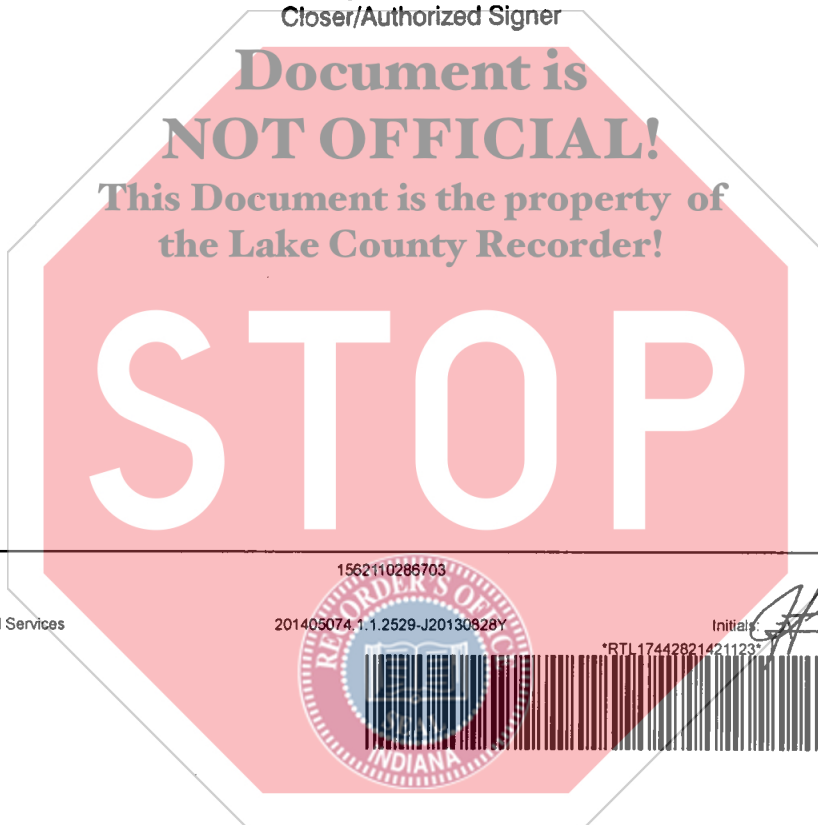 Closer/Authorized Signer
Document is
NOT OFFICIAL!
This Document is the property of
the Lake County Recorder!
STOP
1562110286703
l Services
201405074.1.1.2529-J20130828Y
Initials:
*RTL17442821421123*
RECORDER'S OFFICE
SEAL
INDIANA